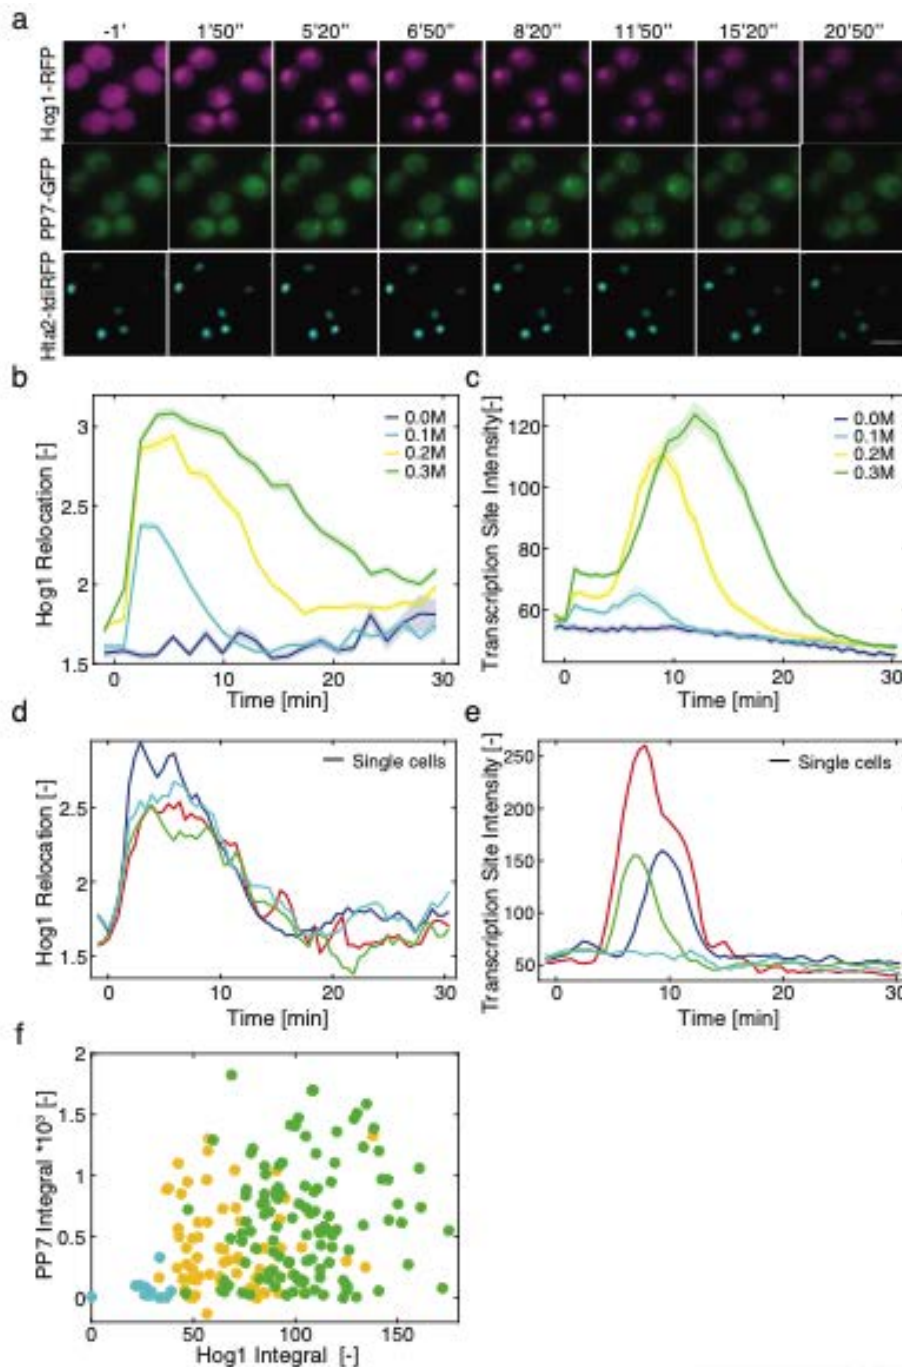 a
-1' 1'50" 5'20" 6'50" 8'20" 11'50" 15'20" 20'50"
Hog1-RFP
PP7-GFP
Hta2-tdiRFP
b
Hog1 Relocation [-]
3
2.5
2
1.5
0.0M
0.1M
0.2M
0.3M
0 10 20 30
Time [min]
c
Transcription Site Intensity[-]
120
100
80
60
0.0M
0.1M
0.2M
0.3M
0 10 20 30
Time [min]
d
Hog1 Relocation [-]
2.5
2
1.5
Single cells
0 10 20 30
Time [min]
e
Transcription Site Intensity [-]
250
200
150
100
50
Single cells
0 10 20 30
Time [min]
f
PP7 Integral *10³ [-]
2
1.5
1
0.5
0
0 50 100 150
Hog1 Integral [-]